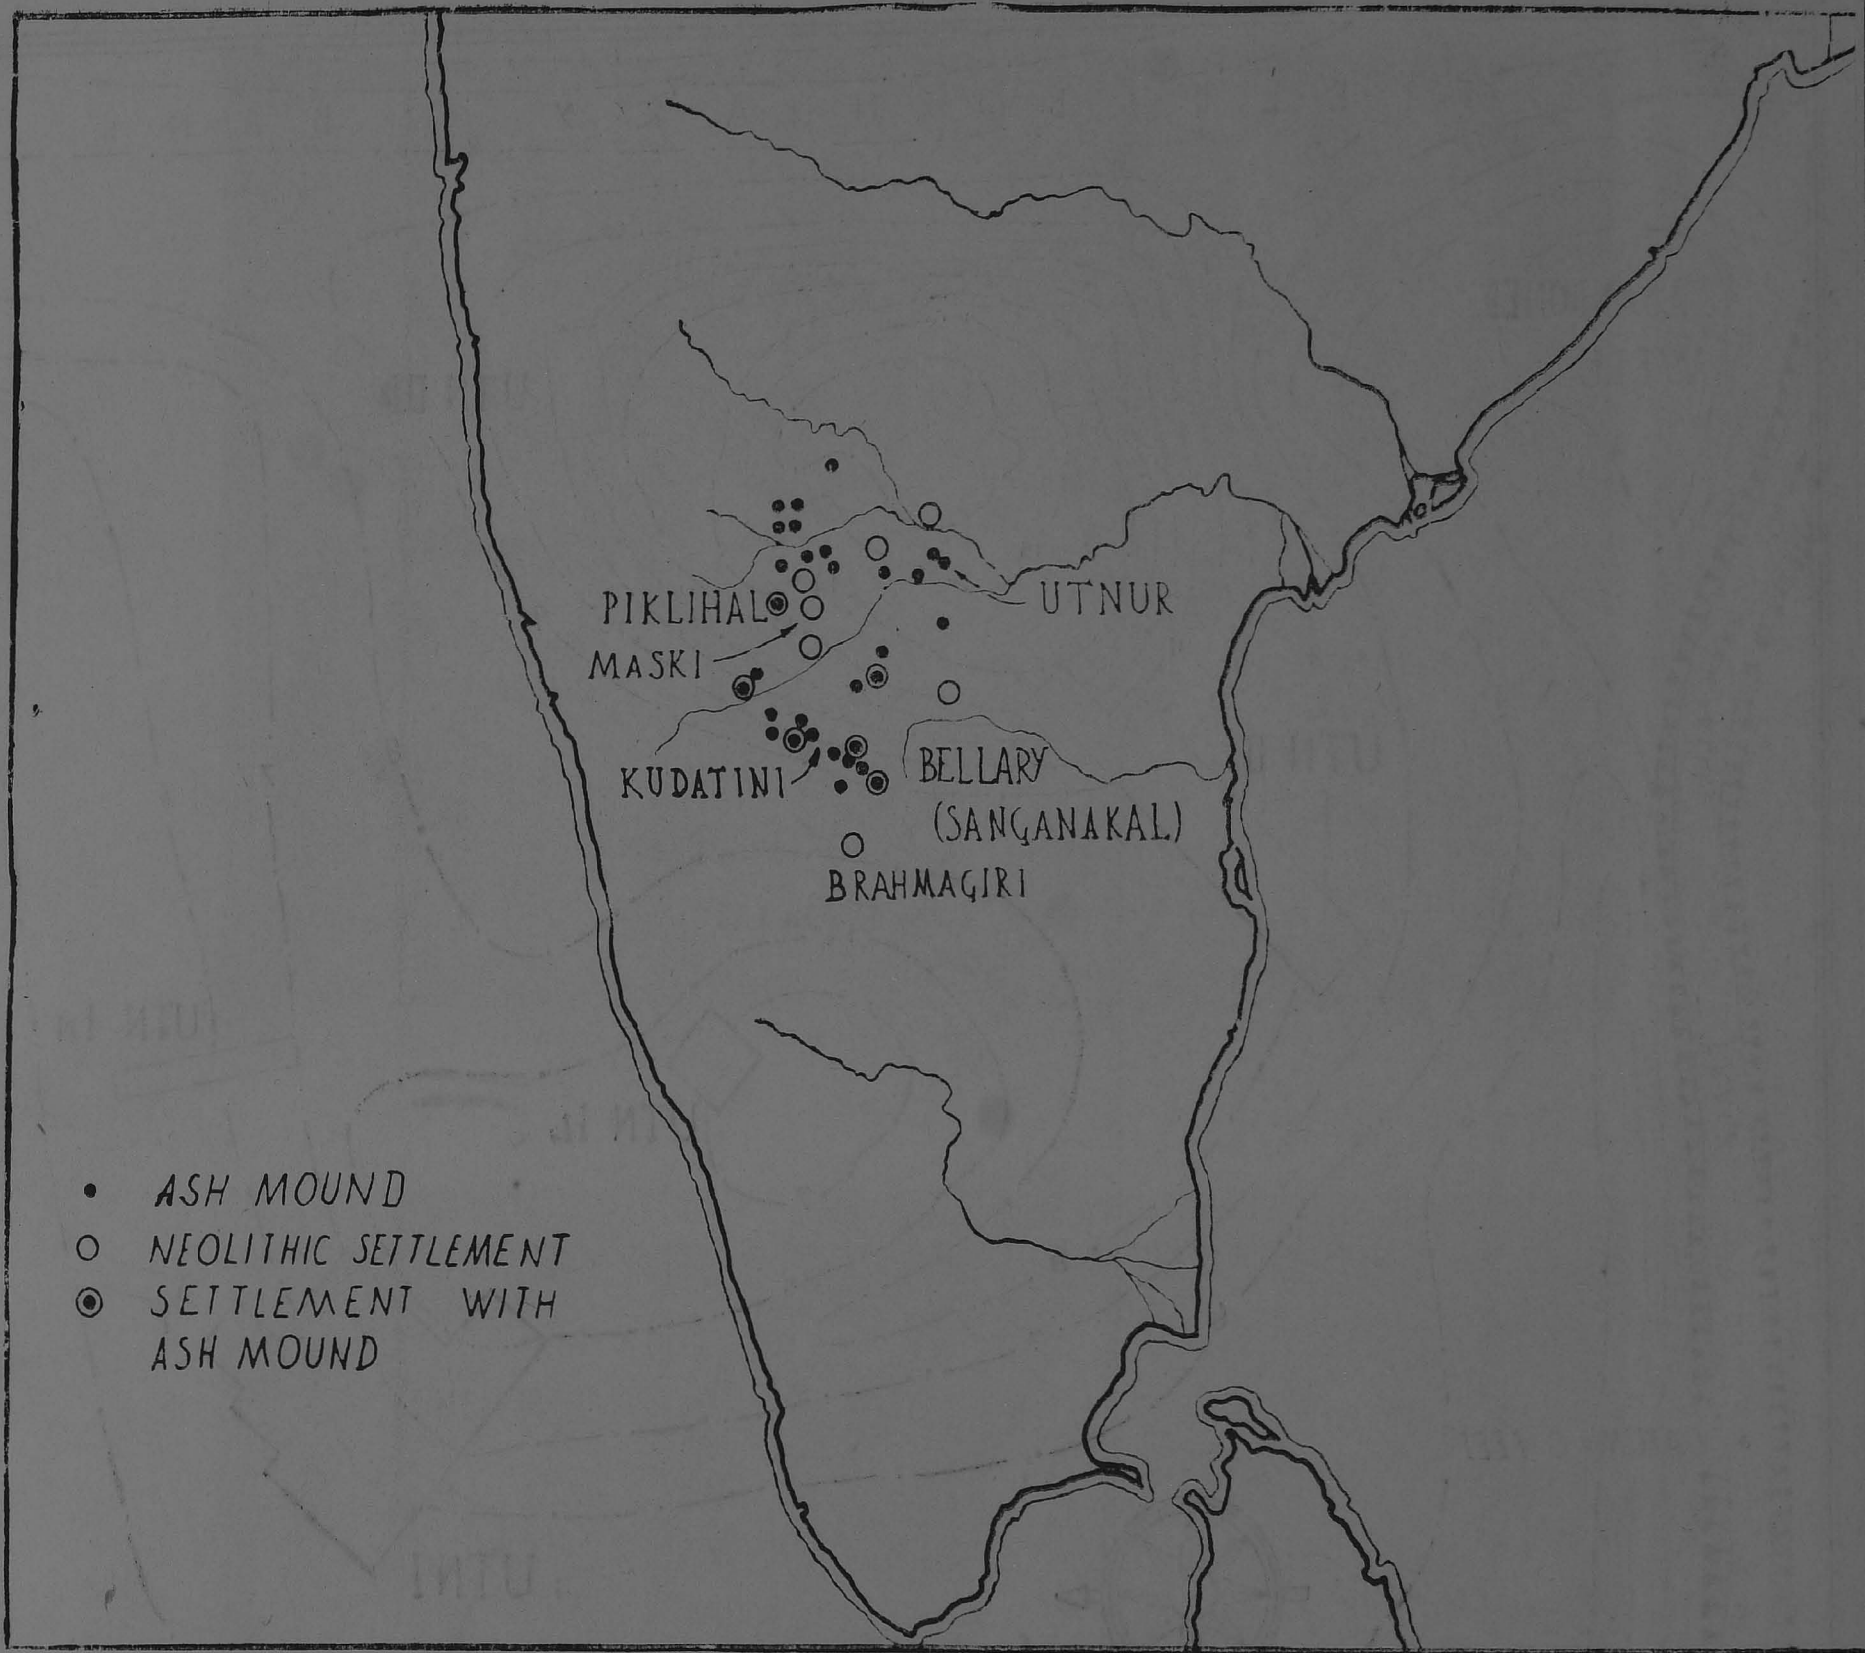 PIKLIHAL
UTNUR
MASKI
KUDATINI
BELLARY
(SANGANAKAL)
BRAHMAGIRI
ASH MOUND
NEOLITHIC SETTLEMENT
SETTLEMENT WITH
ASH MOUND